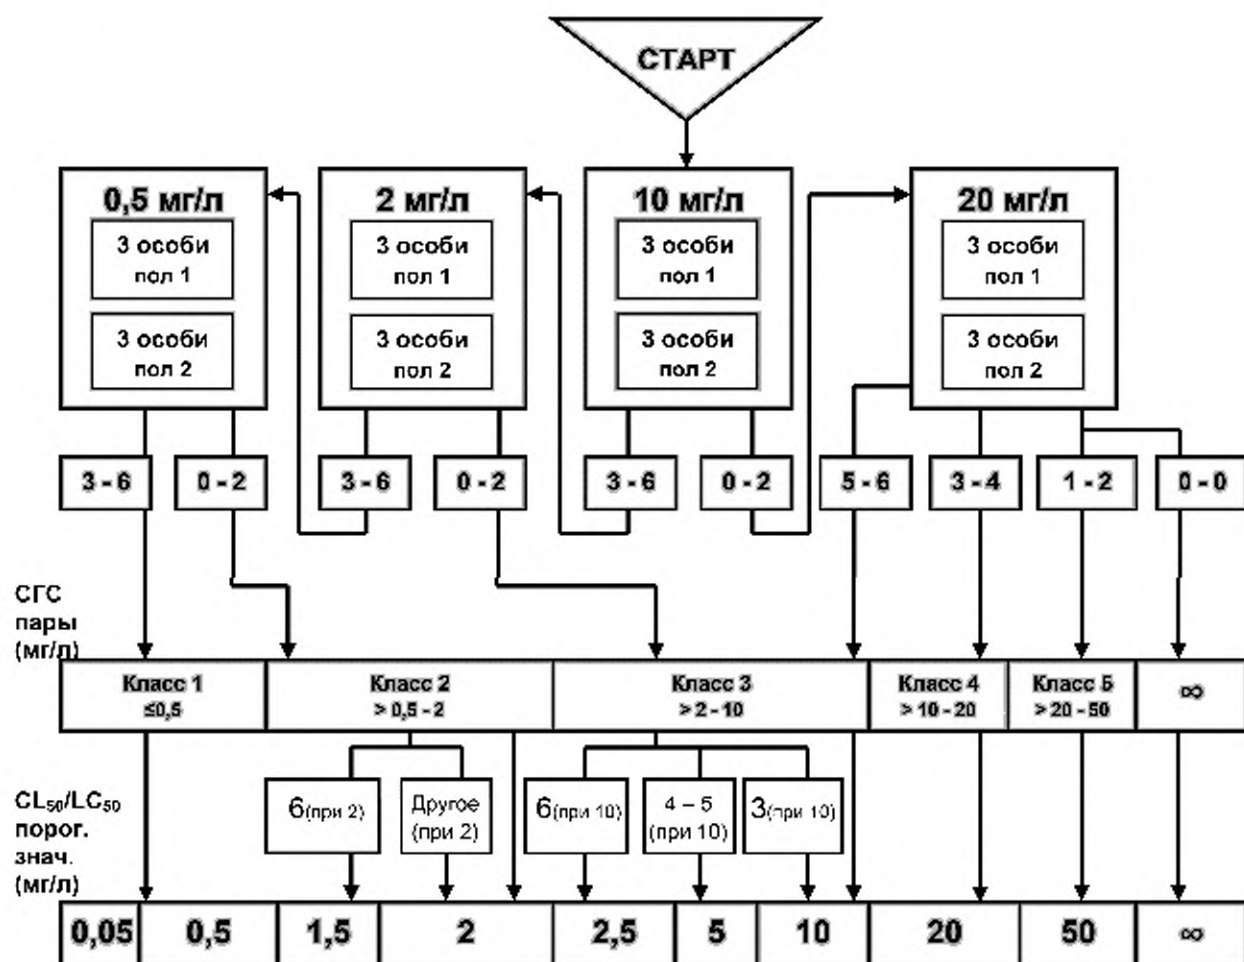 СТАРТ
0,5 мг/л
2 мг/л
10 мг/л
20 мг/л
3 особи
пол 1
3 особи
пол 1
3 особи
пол 1
3 особи
пол 1
3 особи
пол 2
3 особи
пол 2
3 особи
пол 2
3 особи
пол 2
3 - 6
0 - 2
3 - 6
0 - 2
3 - 6
0 - 2
5 - 6
3 - 4
1 - 2
0 - 0
СГС
пары
(мг/л)
Класс 1
≤0,5
Класс 2
> 0,5 - 2
Класс 3
> 2 - 10
Класс 4
> 10 - 20
Класс 5
> 20 - 50
∞
CL50/LC50
порог.
знач.
(мг/л)
6(при 2)
Другое
(при 2)
6(при 10)
4 – 5
(при 10)
3(при 10)
0,05
0,5
1,5
2
2,5
5
10
20
50
∞